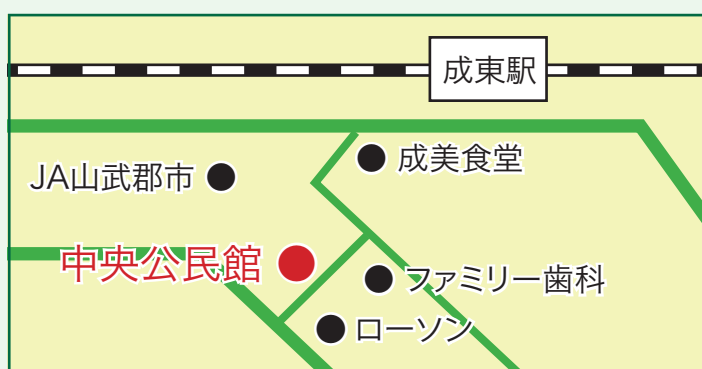 成東駅
成美食堂
JA山武郡市
中央公民館
ファミリー歯科
ローソン